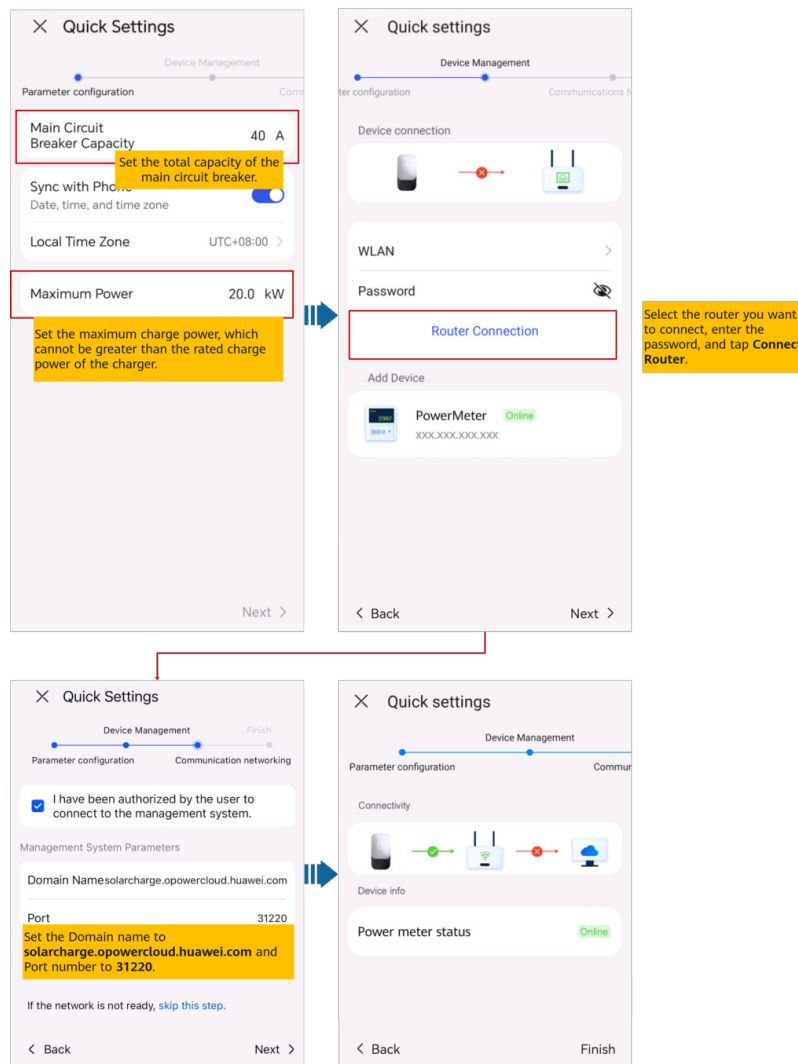 Quick Settings
Device Management
Parameter configuration
Main Circuit
Breaker Capacity
40 A
Set the total capacity of the
main circuit breaker.
Sync with Phone
Date, time, and time zone
Local Time Zone
UTC+08:00
Maximum Power
20.0 kW
Set the maximum charge power, which
cannot be greater than the rated charge
power of the charger.
Next >
Quick settings
Device Management
ter configuration
Communications N
Device connection
WLAN
Password
Router Connection
Add Device
PowerMeter
Online
XXX.XXX.XXX.XXX
< Back
Next >
Select the router you want
to connect, enter the
password, and tap Connect
Router.
Quick Settings
Device Management
Finish
Parameter configuration
Communication networking
I have been authorized by the user to
connect to the management system.
Management System Parameters
Domain Name solarcharge.opowercloud.huawei.com
Port
31220
Set the Domain name to
solarcharge.opowercloud.huawei.com and
Port number to 31220.
If the network is not ready, skip this step.
< Back
Next >
Quick settings
Device Management
Parameter configuration
Commun
Connectivity
Device info
Power meter status
Online
< Back
Finish